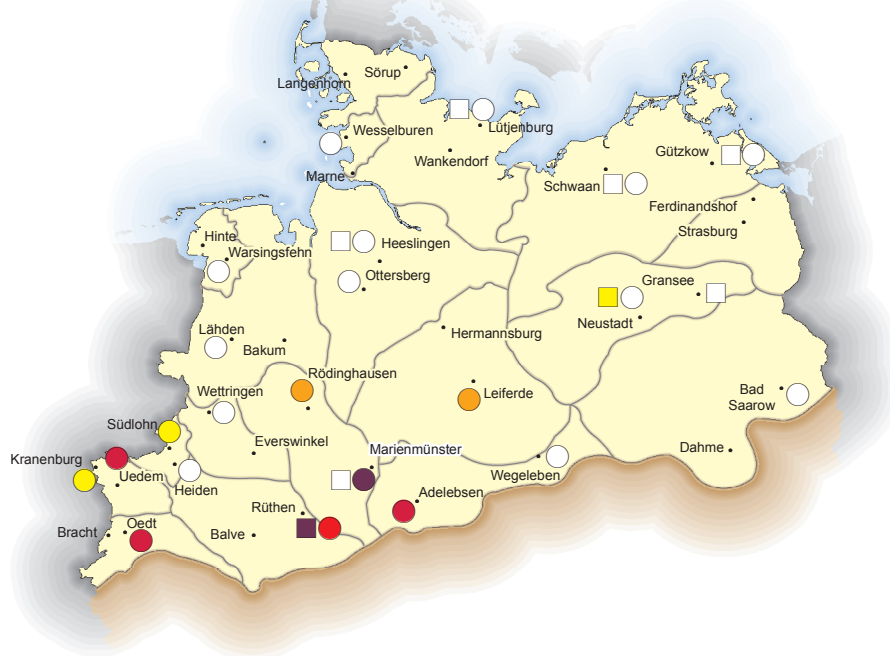 Sörup
Langenhorn
Wesselburen
Lütjenburg
Wankendorf
Gützkow
Marne
Schwaan
Ferdinandshof
Strasburg
Hinte
Warsingsfehn
Heeslingen
Ottersberg
Gransee
Neustadt
Lähden
Bakum
Hermannsburg
Rödinghausen
Wettringen
Leiferde
Bad
Saarow
Südlohn
Everswinkel
Marienmünster
Dahme
Kranenburg
Uedem
Heiden
Wegeleben
Adelebsen
Rüthen
Bracht
Oedt
Balve